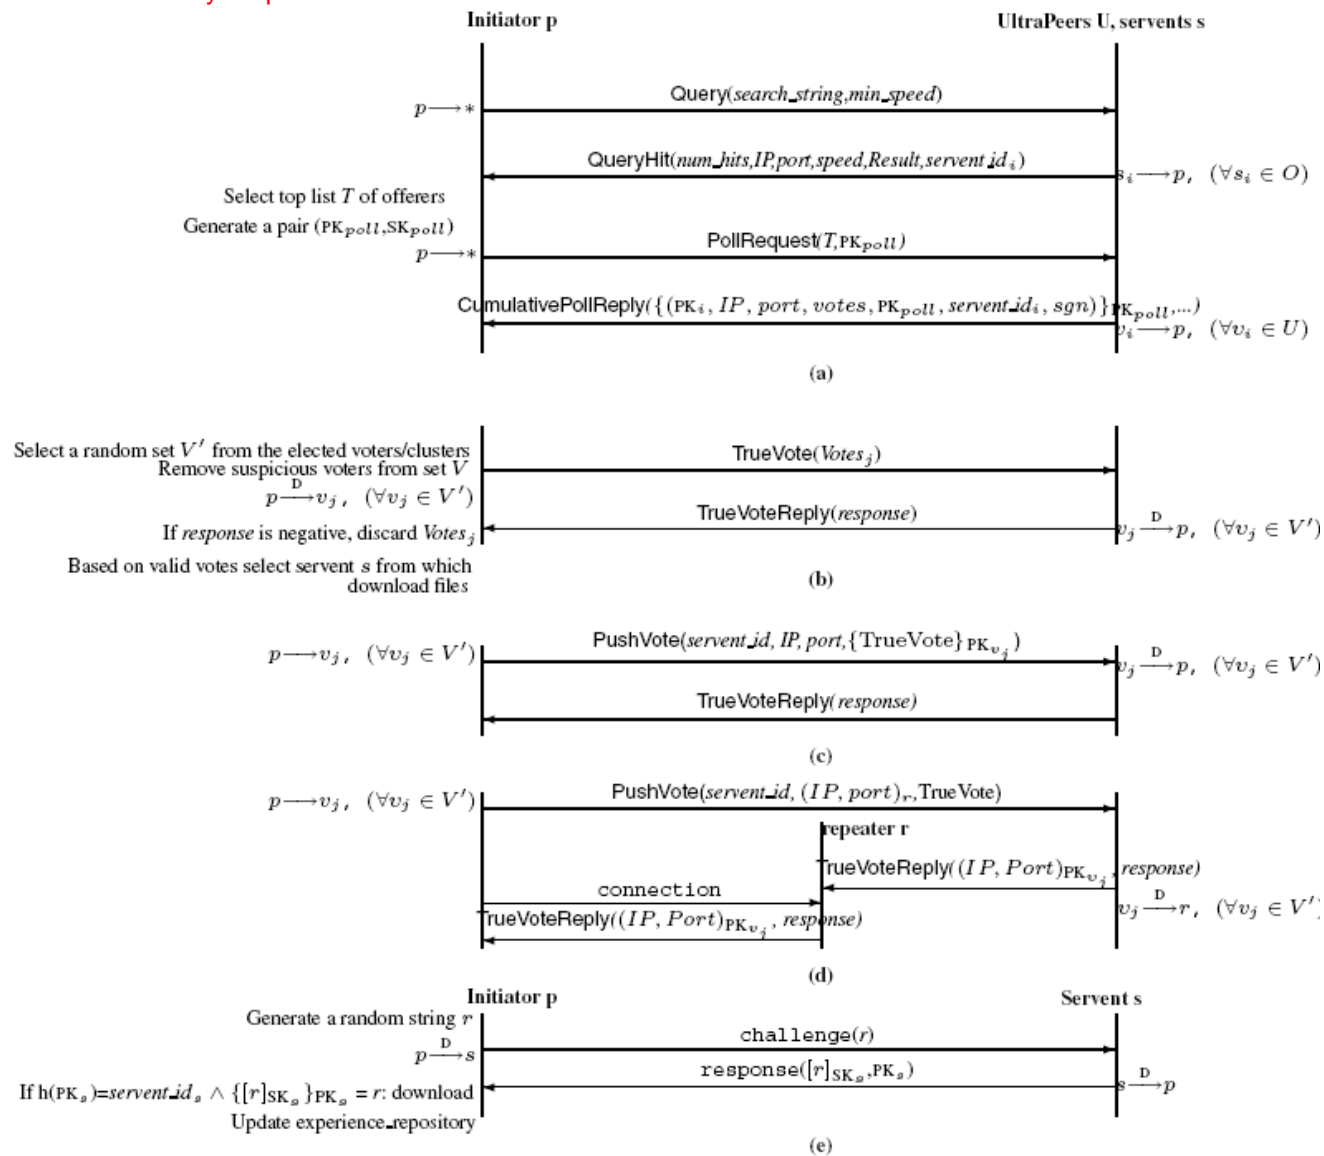 Initiator p UltraPeers U, servents s
Query(search_string,min_speed)
p⟶*
QueryHit(num_hits,IP,port,speed,Result,servent_id_i)
s_i⟶p, (∀s_i ∈ O)
Select top list T of offerers
Generate a pair (PK_poll,SK_poll)
PollRequest(T,PK_poll)
p⟶*
CumulativePollReply({(PK_i, IP, port, votes, PK_poll, servent_id_i, sgn)}PK_poll,...)
v_i⟶p, (∀v_i ∈ U)
(a)
Select a random set V′ from the elected voters/clusters
Remove suspicious voters from set V
TrueVote(Votes_j)
p D⟶v_j, (∀v_j ∈ V′)
TrueVoteReply(response)
If response is negative, discard Votes_j
v_j D⟶p, (∀v_j ∈ V′)
Based on valid votes select servent s from which
download files
(b)
PushVote(servent_id, IP, port,{TrueVote}PK_v_j)
p⟶v_j, (∀v_j ∈ V′)
v_j D⟶p, (∀v_j ∈ V′)
TrueVoteReply(response)
(c)
PushVote(servent_id, (IP, port)_r,TrueVote)
p⟶v_j, (∀v_j ∈ V′)
repeater r
TrueVoteReply((IP, Port)PK_v_j, response)
connection
v_j D⟶r, (∀v_j ∈ V′)
TrueVoteReply((IP, Port)PK_v_j, response)
(d)
Initiator p Servent s
Generate a random string r
challenge(r)
p D⟶s
response([r]SK_s,PK_s)
s D⟶p
If h(PK_s)=servent_id_s ∧ {[r]SK_s}PK_s = r: download
Update experience_repository
(e)